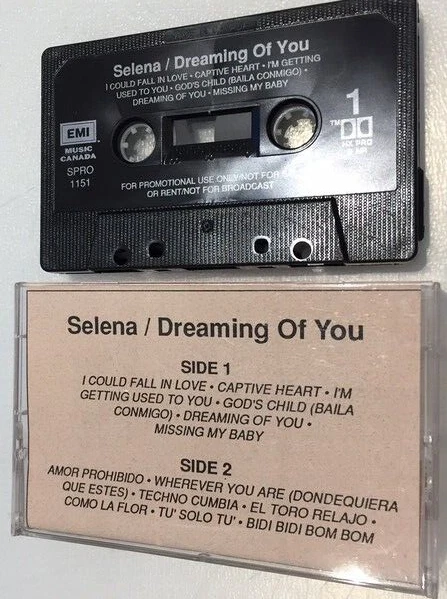 Selena / Dreaming Of You
I COULD FALL IN LOVE • CAPTIVE HEART • I'M GETTING
USED TO YOU • GOD'S CHILD (BAILA CONMIGO) •
DREAMING OF YOU • MISSING MY BABY
EMI
MUSIC
CANADA
SPRO
1151
1
TM
HX PRO
B NR
FOR PROMOTIONAL USE ONLY/NOT FOR
OR RENT/NOT FOR BROADCAST
Selena / Dreaming Of You
SIDE 1
I COULD FALL IN LOVE • CAPTIVE HEART • I'M
GETTING USED TO YOU • GOD'S CHILD (BAILA
CONMIGO) • DREAMING OF YOU •
MISSING MY BABY
SIDE 2
AMOR PROHIBIDO • WHEREVER YOU ARE (DONDEQUIERA
QUE ESTES) • TECHNO CUMBIA • EL TORO RELAJO •
COMO LA FLOR • TU' SOLO TU' • BIDI BIDI BOM BOM